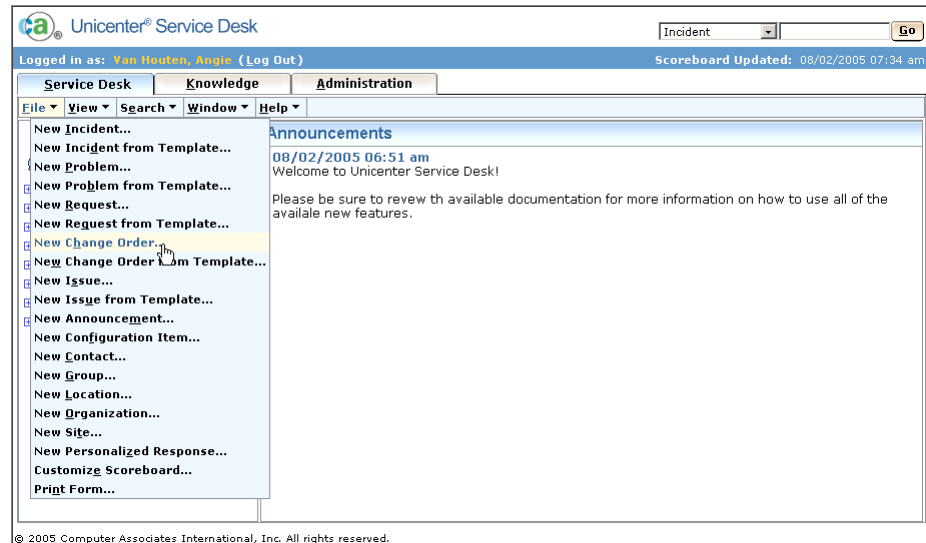 ca® Unicenter® Service Desk
Incident Go
Logged in as: Van Houten, Angie (Log Out) Scoreboard Updated: 08/02/2005 07:34 am
Service Desk Knowledge Administration
File View Search Window Help
New Incident...
New Incident from Template...
New Problem...
New Problem from Template...
New Request...
New Request from Template...
New Change Order...
New Change Order from Template...
New Issue...
New Issue from Template...
New Announcement...
New Configuration Item...
New Contact...
New Group...
New Location...
New Organization...
New Site...
New Personalized Response...
Customize Scoreboard...
Print Form...
Announcements
08/02/2005 06:51 am
Welcome to Unicenter Service Desk!
Please be sure to revew th available documentation for more information on how to use all of the
availale new features.
© 2005 Computer Associates International, Inc. All rights reserved.